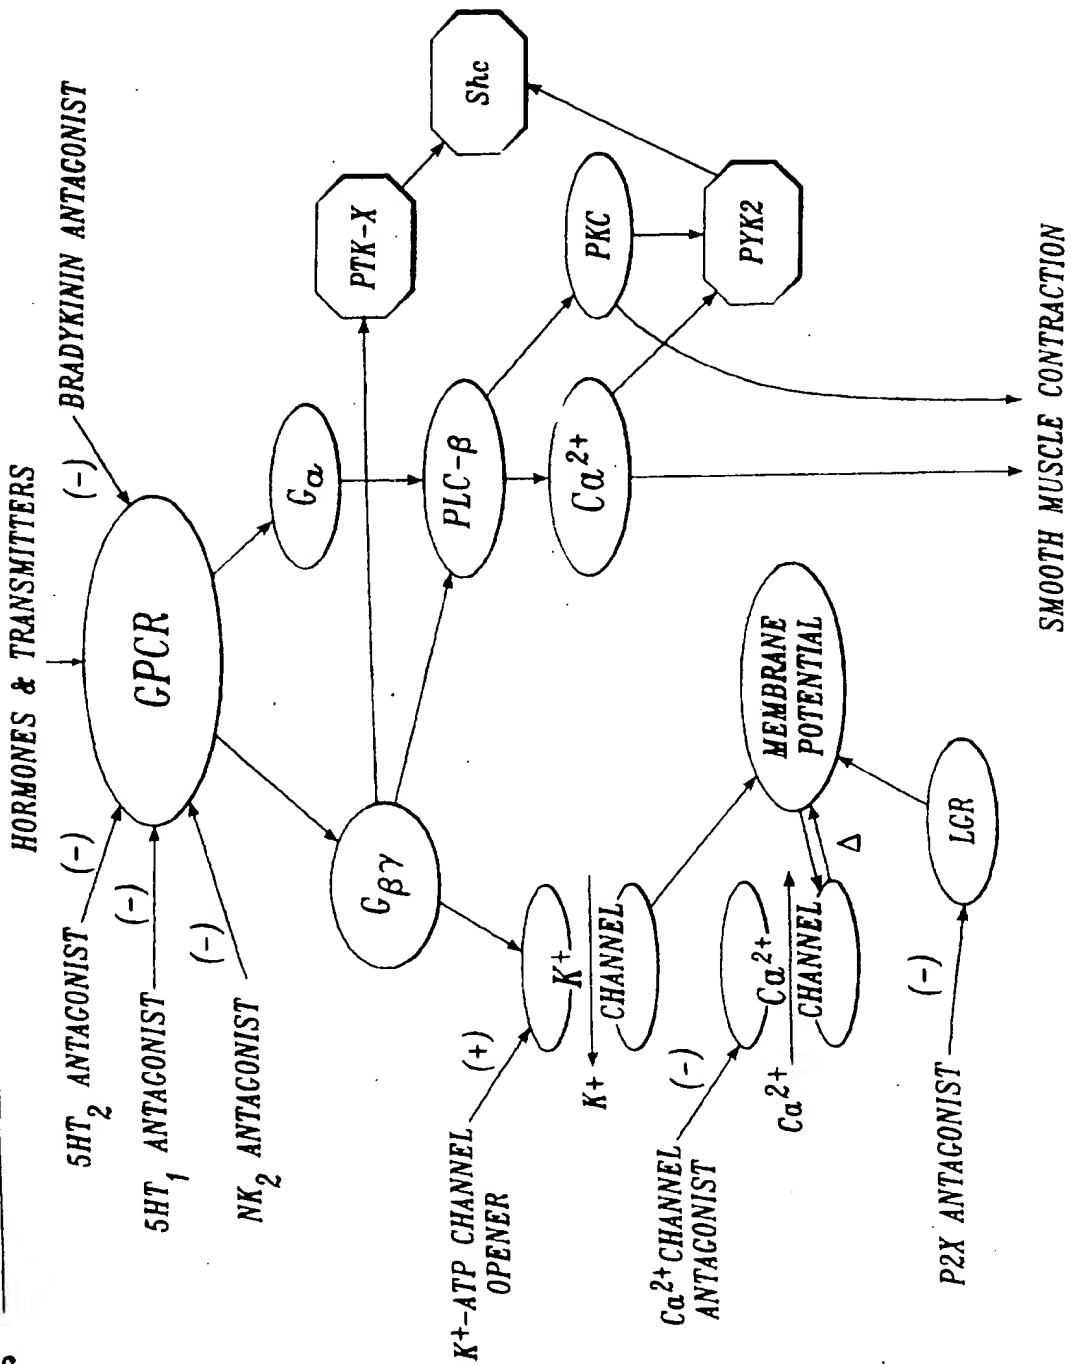 HORMONES & TRANSMITTERS
BRADYKININ ANTAGONIST
(-)
5HT2 ANTAGONIST
(-)
5HT1 ANTAGONIST
(-)
NK2 ANTAGONIST
(-)
GPCR
Gα
Gβγ
PTK-X
Shc
PLC-β
PKC
Ca2+
PYK2
K+-ATP CHANNEL
OPENER
(+)
K+
CHANNEL
K+
Ca2+ CHANNEL
ANTAGONIST
(-)
Ca2+
CHANNEL
Ca2+
MEMBRANE
POTENTIAL
Δ
LGR
P2X ANTAGONIST
(-)
SMOOTH MUSCLE CONTRACTION